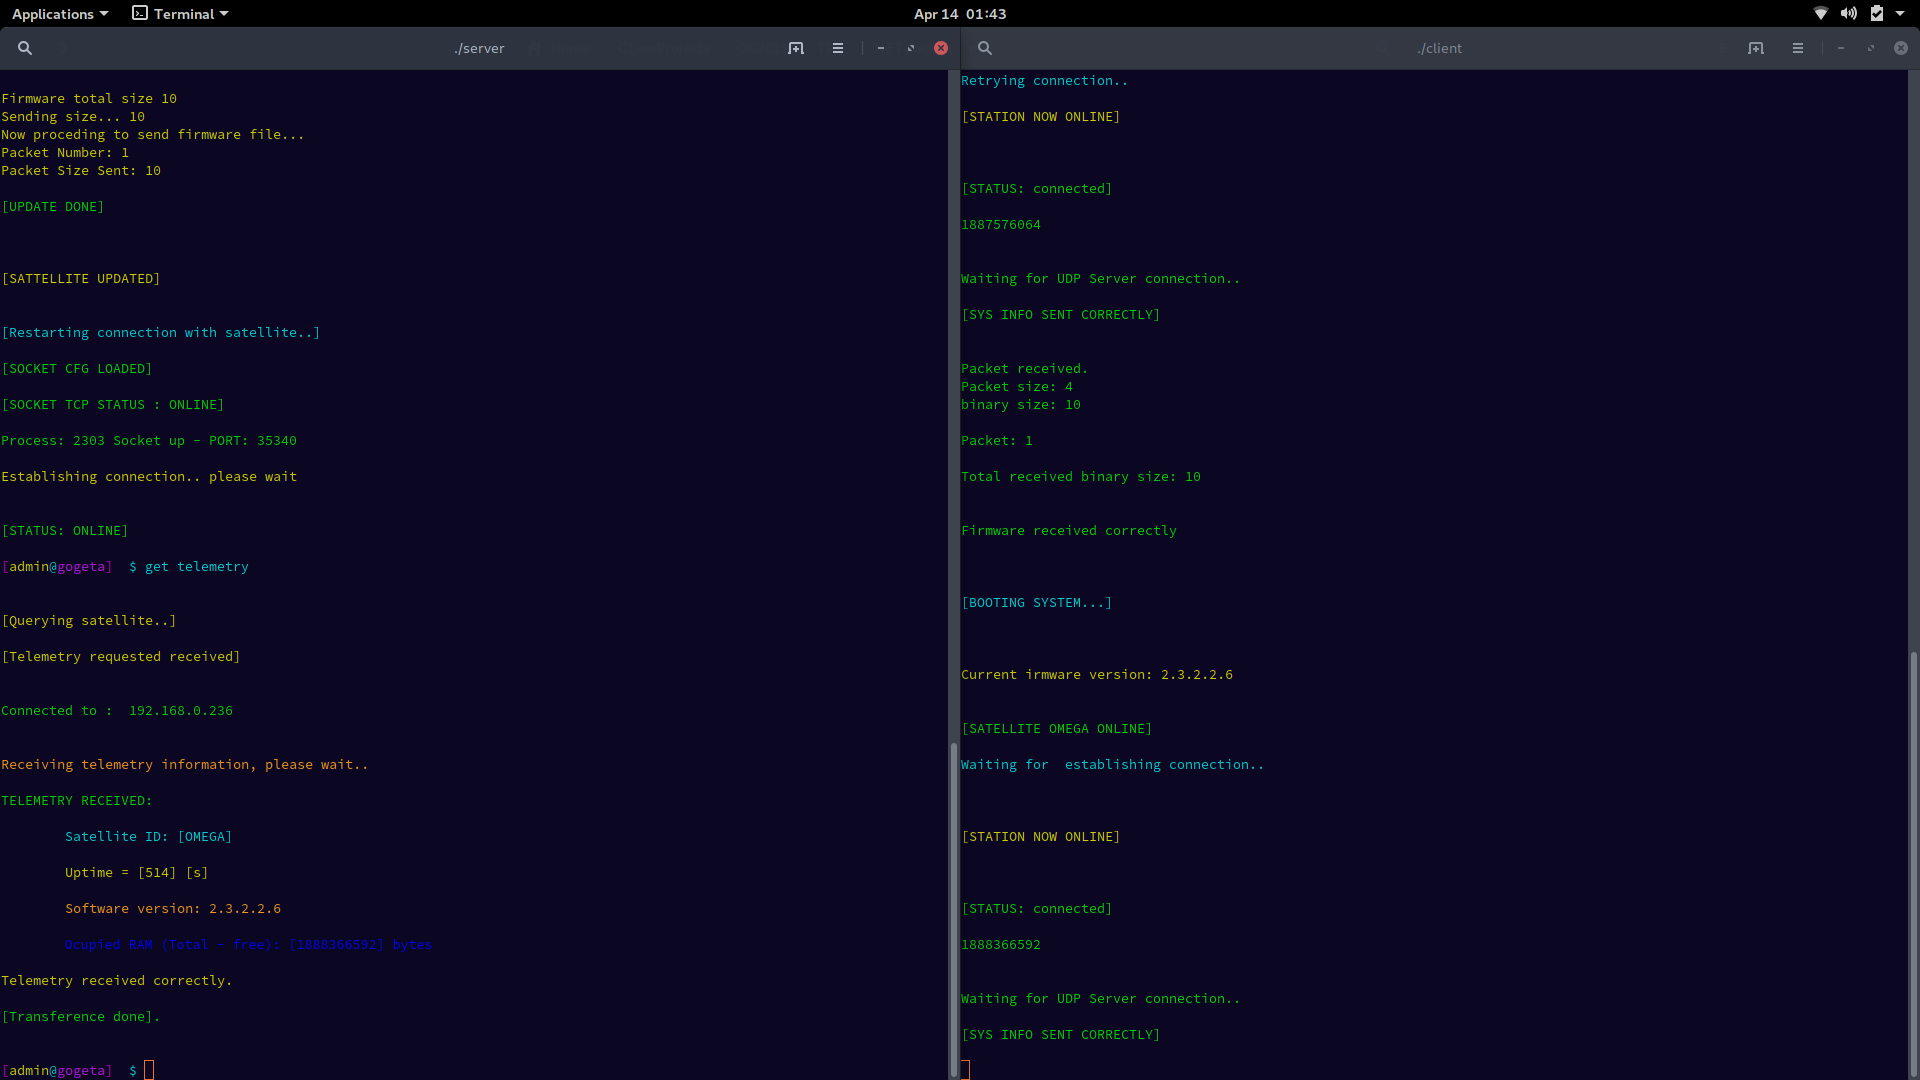 Applications
Terminal
Apr 14 01:43
./server
Firmware total size 10
Sending size... 10
Now proceding to send firmware file...
Packet Number: 1
Packet Size Sent: 10
[UPDATE DONE]
[SATTELLITE UPDATED]
[Restarting connection with satellite..]
[SOCKET CFG LOADED]
[SOCKET TCP STATUS : ONLINE]
Process: 2303 Socket up - PORT: 35340
Establishing connection.. please wait
[STATUS: ONLINE]
[admin@gogeta]  $ get telemetry
[Querying satellite..]
[Telemetry requested received]
Connected to :  192.168.0.236
Receiving telemetry information, please wait..
TELEMETRY RECEIVED:
Satellite ID: [OMEGA]
Uptime = [514] [s]
Software version: 2.3.2.2.6
Ocupied RAM (Total - free): [1888366592] bytes
Telemetry received correctly.
[Transference done].
[admin@gogeta]  $
./client
Retrying connection..
[STATION NOW ONLINE]
[STATUS: connected]
1887576064
Waiting for UDP Server connection..
[SYS INFO SENT CORRECTLY]
Packet received.
Packet size: 4
binary size: 10
Packet: 1
Total received binary size: 10
Firmware received correctly
[BOOTING SYSTEM...]
Current irmware version: 2.3.2.2.6
[SATELLITE OMEGA ONLINE]
Waiting for  establishing connection..
[STATION NOW ONLINE]
[STATUS: connected]
1888366592
Waiting for UDP Server connection..
[SYS INFO SENT CORRECTLY]